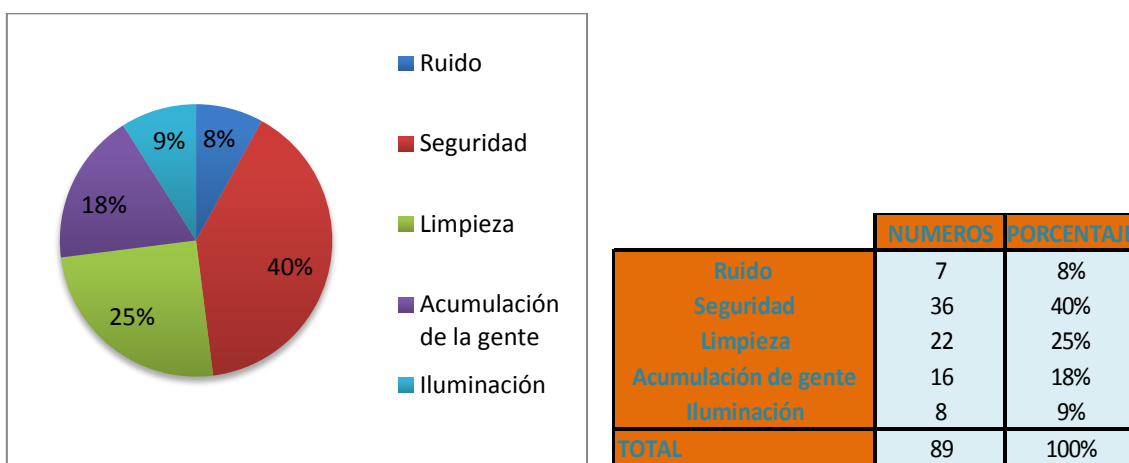 Ruido
Seguridad
Limpieza
Acumulación
de la gente
Iluminación
9%
8%
18%
40%
25%
NUMEROS PORCENTAJE
Ruido 7 8%
Seguridad 36 40%
Limpieza 22 25%
Acumulación de gente 16 18%
Iluminación 8 9%
TOTAL 89 100%